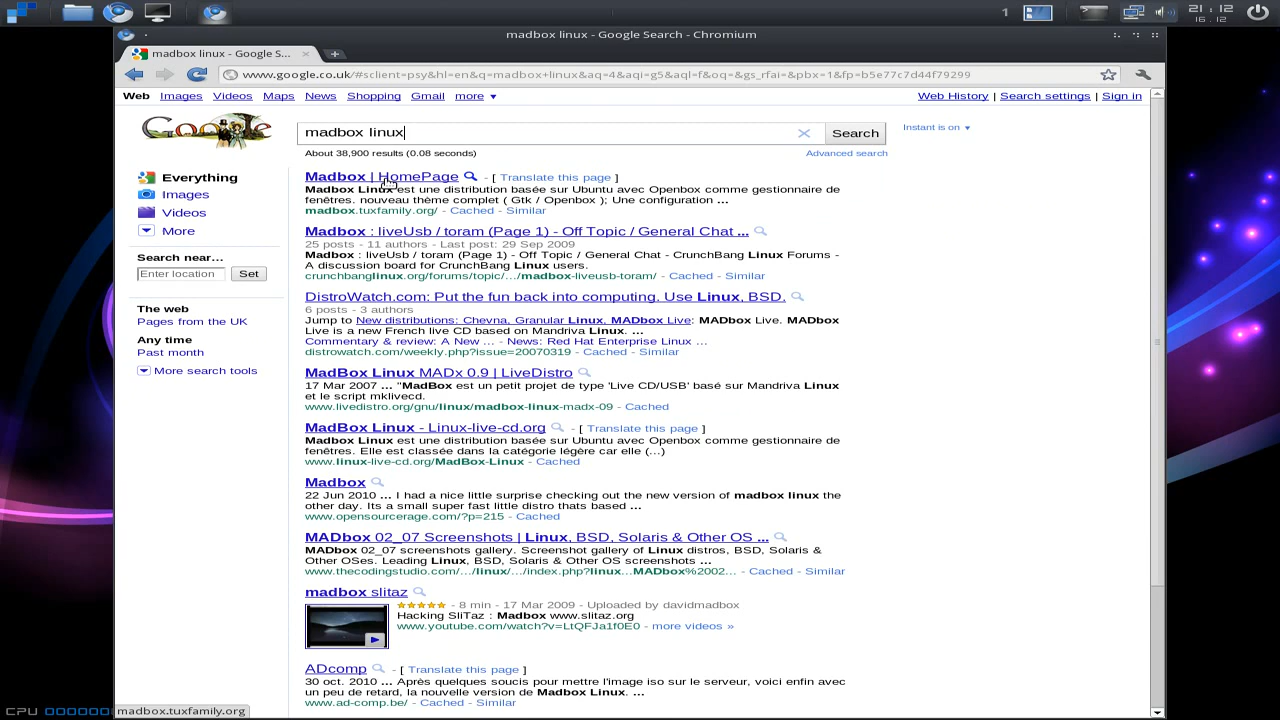 1
21:12
16.12
madbox linux - Google Search - Chromium
madbox linux - Google S...
www.google.co.uk/#sclient=psy&hl=en&q=madbox+linux&aq=4&aqi=g5&aql=f&oq=&gs_rfai=&pbx=1&fp=b5e77c7d44f79299
Web Images Videos Maps News Shopping Gmail more ▼
Web History | Search settings | Sign in
Google
madbox linux
Search
Instant is on ▼
About 38,900 results (0.08 seconds)
Advanced search
Everything
Images
Videos
More
Search near...
Enter location
Set
The web
Pages from the UK
Any time
Past month
More search tools
Madbox | HomePage - [ Translate this page ]
Madbox Linux est une distribution basée sur Ubuntu avec Openbox comme gestionnaire de
fenêtres. nouveau thème complet ( Gtk / Openbox ); Une configuration ...
madbox.tuxfamily.org/ - Cached - Similar
Madbox : liveUsb / toram (Page 1) - Off Topic / General Chat ...
25 posts - 11 authors - Last post: 29 Sep 2009
Madbox : liveUsb / toram (Page 1) - Off Topic / General Chat - CrunchBang Linux Forums -
A discussion board for CrunchBang Linux users.
crunchbanglinux.org/forums/topic/.../madbox-liveusb-toram/ - Cached - Similar
DistroWatch.com: Put the fun back into computing. Use Linux, BSD.
6 posts - 3 authors
Jump to New distributions: Chevna, Granular Linux, MADbox Live: MADbox Live. MADbox
Live is a new French live CD based on Mandriva Linux. ...
Commentary & review: A New ... - News: Red Hat Enterprise Linux ...
distrowatch.com/weekly.php?issue=20070319 - Cached - Similar
MadBox Linux MADx 0.9 | LiveDistro
17 Mar 2007 ... "MadBox est un petit projet de type 'Live CD/USB' basé sur Mandriva Linux
et le script mklivecd.
www.livedistro.org/gnu/linux/madbox-linux-madx-09 - Cached
MadBox Linux - Linux-live-cd.org - [ Translate this page ]
Madbox Linux est une distribution basée sur Ubuntu avec Openbox comme gestionnaire de
fenêtres. Elle est classée dans la catégorie légère car elle (...)
www.linux-live-cd.org/MadBox-Linux - Cached
Madbox
22 Jun 2010 ... I had a nice little surprise checking out the new version of madbox linux the
other day. Its a small super fast little distro thats based ...
www.opensourcerage.com/?p=215 - Cached
MADbox 02_07 Screenshots | Linux, BSD, Solaris & Other OS ...
MADbox 02_07 screenshots gallery. Screenshot gallery of Linux distros, BSD, Solaris &
Other OSes. Leading Linux, BSD, Solaris & Other OS screenshots ...
www.thecodingstudio.com/.../linux/.../index.php?linux...MADbox%2002... - Cached - Similar
madbox slitaz
- 8 min - 17 Mar 2009 - Uploaded by davidmadbox
Hacking SliTaz : Madbox www.slitaz.org
www.youtube.com/watch?v=LtQFJa1f0E0 - more videos »
ADcomp - [ Translate this page ]
30 oct. 2010 ... Après quelques soucis pour mettre l'image iso sur le serveur, voici enfin avec
un peu de retard, la nouvelle version de Madbox Linux. ...
www.ad-comp.be/ - Cached - Similar
CPU
madbox.tuxfamily.org